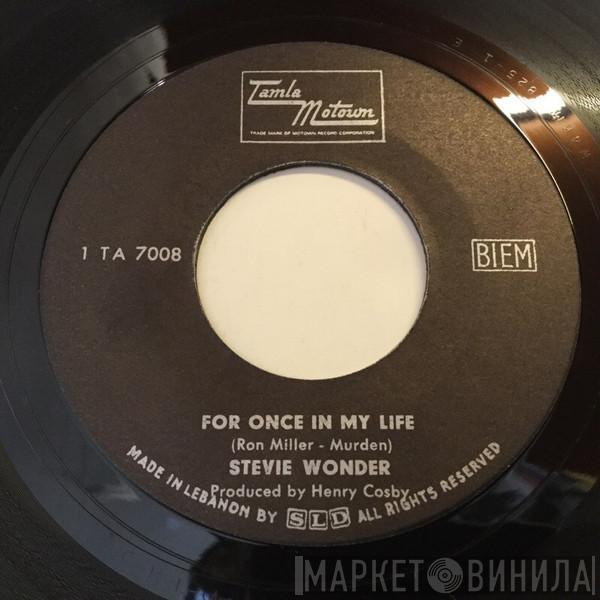 Tamla
Motown
TRADE MARK OF MOTOWN RECORD CORPORATION
1 TA 7008
BIEM
FOR ONCE IN MY LIFE
(Ron Miller - Murden)
STEVIE WONDER
Produced by Henry Cosby
MADE IN LEBANON BY SLD ALL RIGHTS RESERVED
МАРКЕТ ВИНИЛА